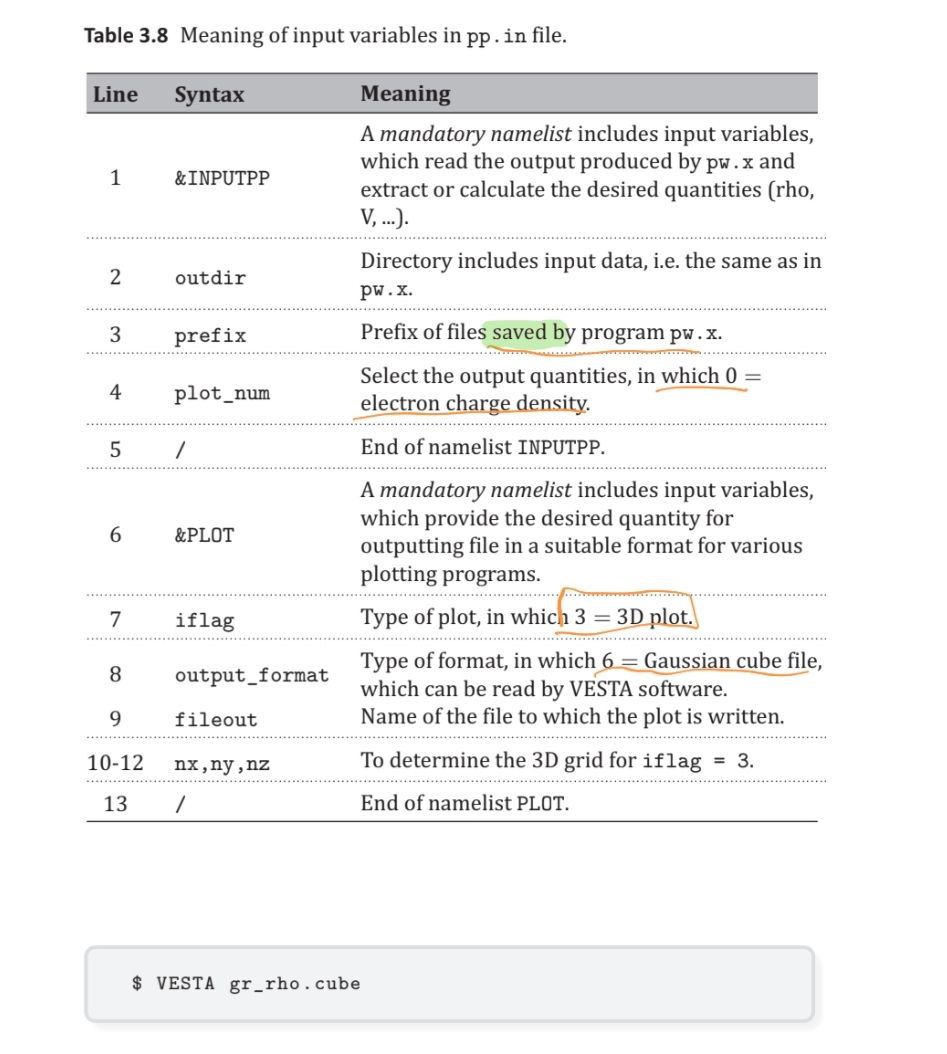 Table 3.8 Meaning of input variables in pp.in file.
Line Syntax Meaning
A mandatory namelist includes input variables,
which read the output produced by pw.x and
1 &INPUTPP
extract or calculate the desired quantities (rho,
V, ...).
Directory includes input data, i.e. the same as in
2 outdir
pw.x.
3 prefix Prefix of files saved by program pw.x.
Select the output quantities, in which 0 =
4 plot_num
electron charge density.
5 / End of namelist INPUTPP.
A mandatory namelist includes input variables,
which provide the desired quantity for
6 &PLOT
outputting file in a suitable format for various
plotting programs.
7 iflag Type of plot, in which 3 = 3D plot.
8 output_format Type of format, in which 6 = Gaussian cube file,
which can be read by VESTA software.
9 fileout Name of the file to which the plot is written.
10-12 nx,ny,nz To determine the 3D grid for iflag = 3.
13 / End of namelist PLOT.
$ VESTA gr_rho.cube